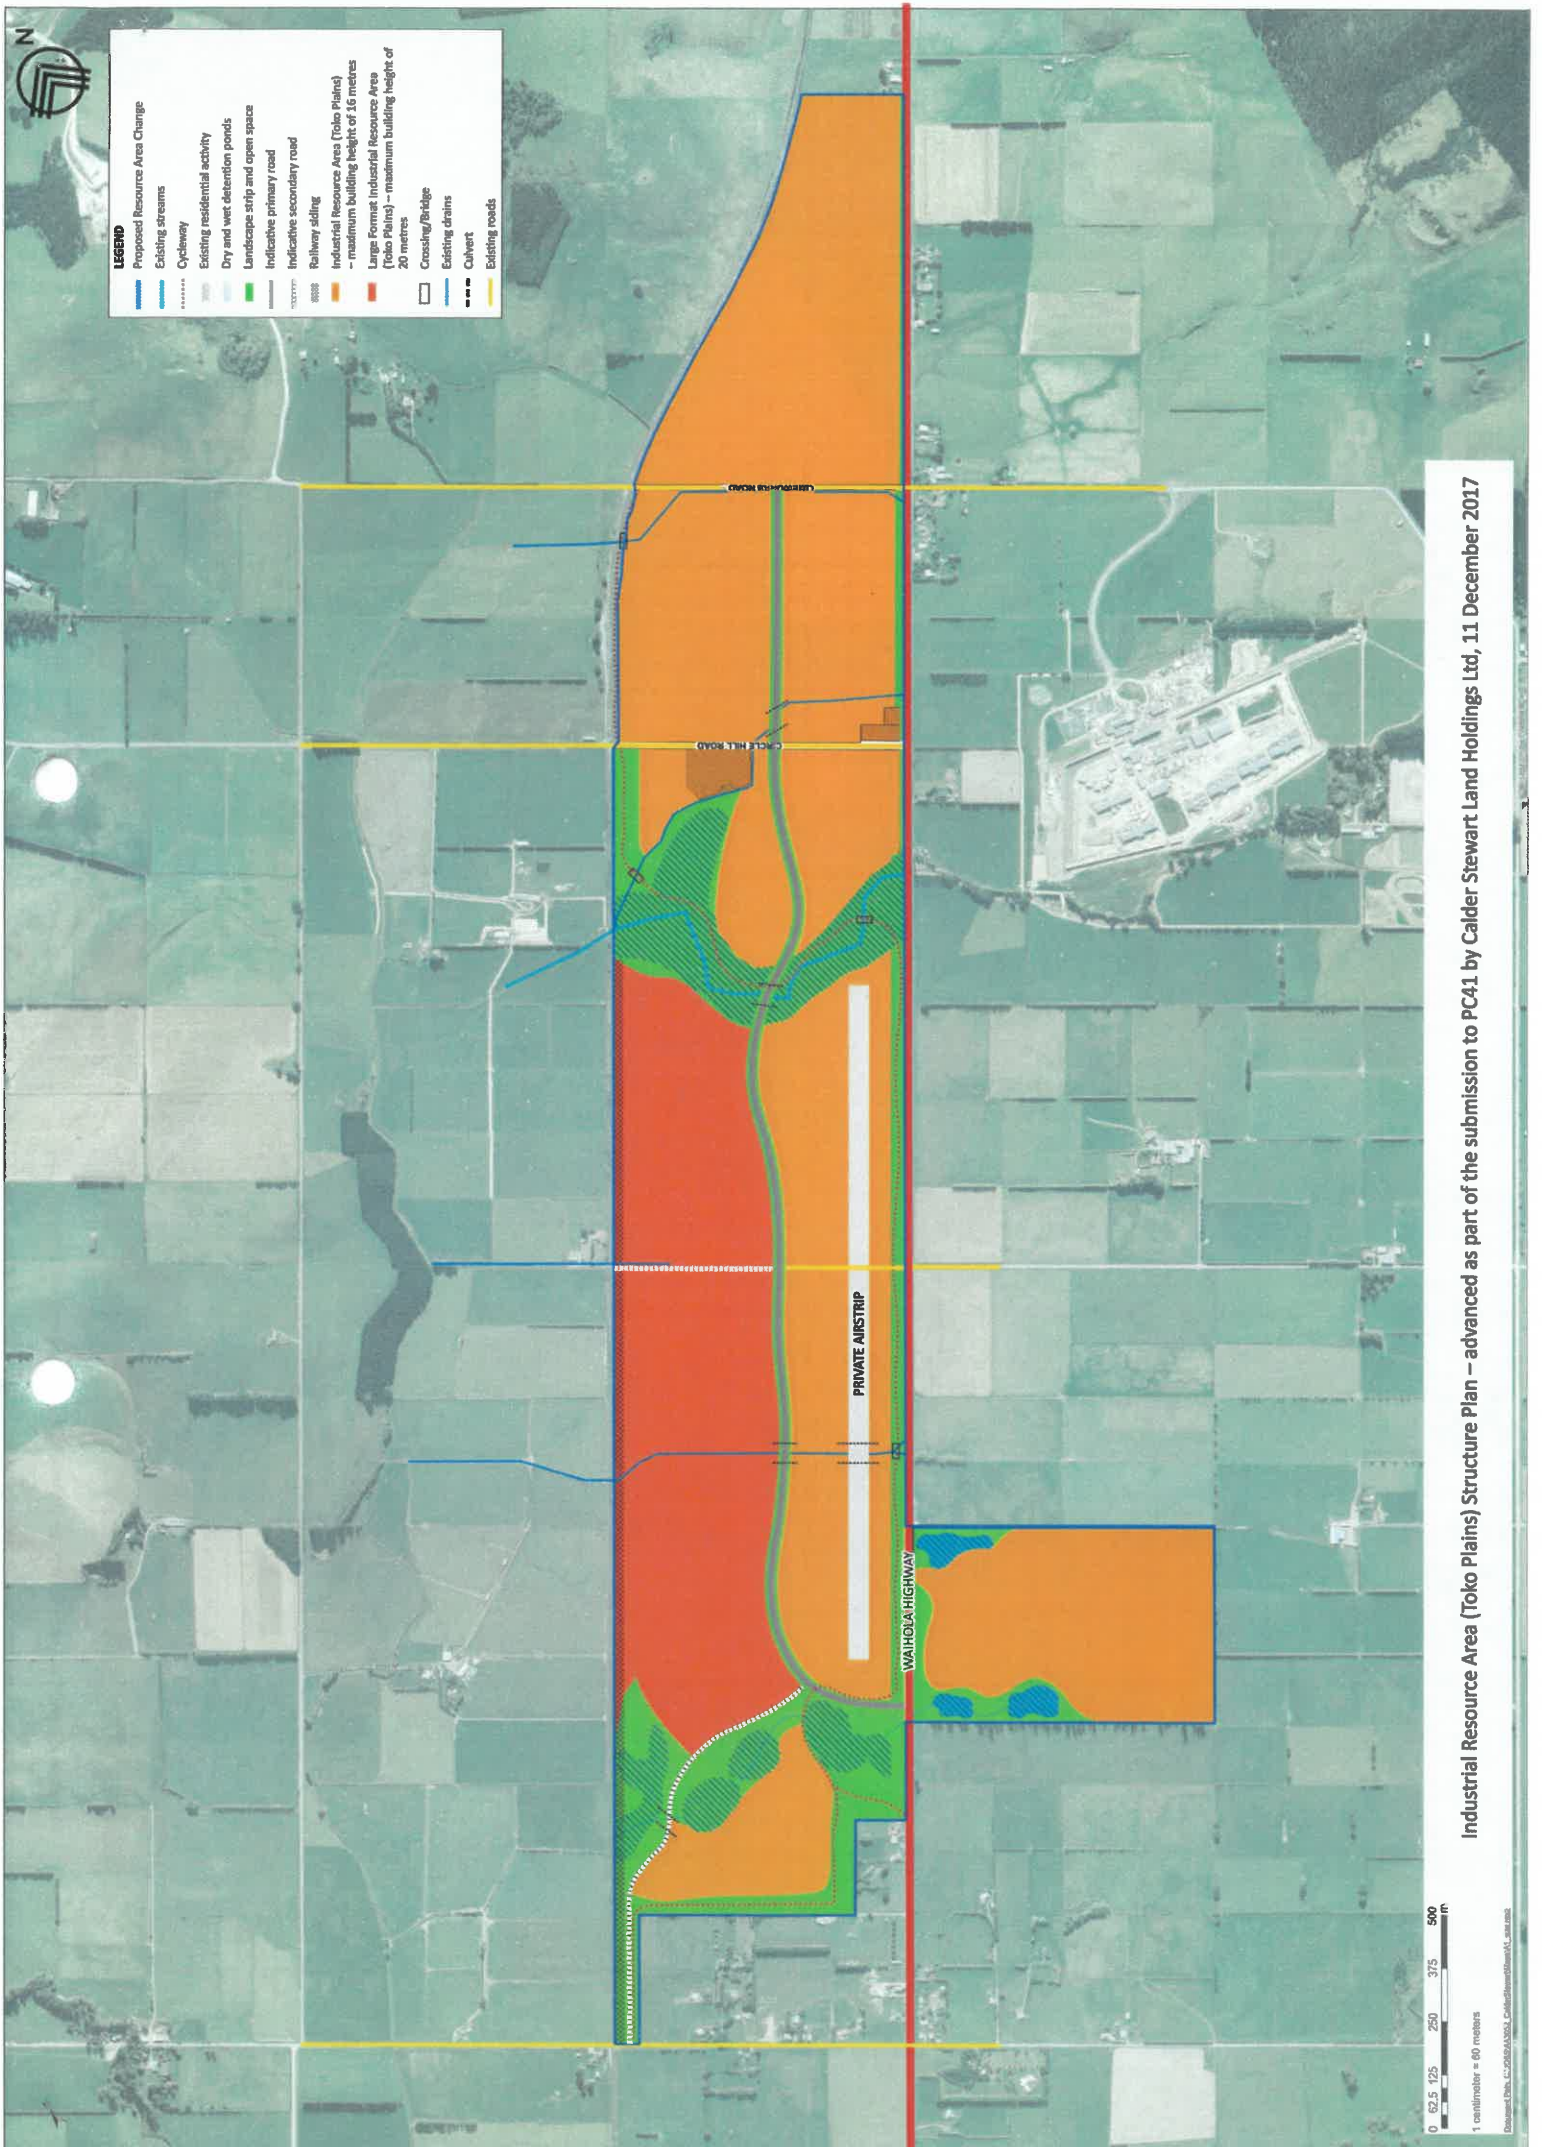 N
LEGEND
Proposed Resource Area Change
Existing streams
Cycleway
Existing residential activity
Dry and wet detention ponds
Landscape strip and open space
Indicative primary road
Indicative secondary road
Railway siding
Industrial Resource Area (Toko Plains)
– maximum building height of 16 metres
Large Format Industrial Resource Area
(Toko Plains) – maximum building height of
20 metres
Crossing/Bridge
Existing drains
Culvert
Existing roads
ROAD
CIRCLE HILL ROAD
PRIVATE AIRSTRIP
WAIHOLA HIGHWAY
Industrial Resource Area (Toko Plains) Structure Plan – advanced as part of the submission to PC41 by Calder Stewart Land Holdings Ltd, 11 December 2017
0 62.5 125 250 375 500
m
1 centimeter = 60 meters